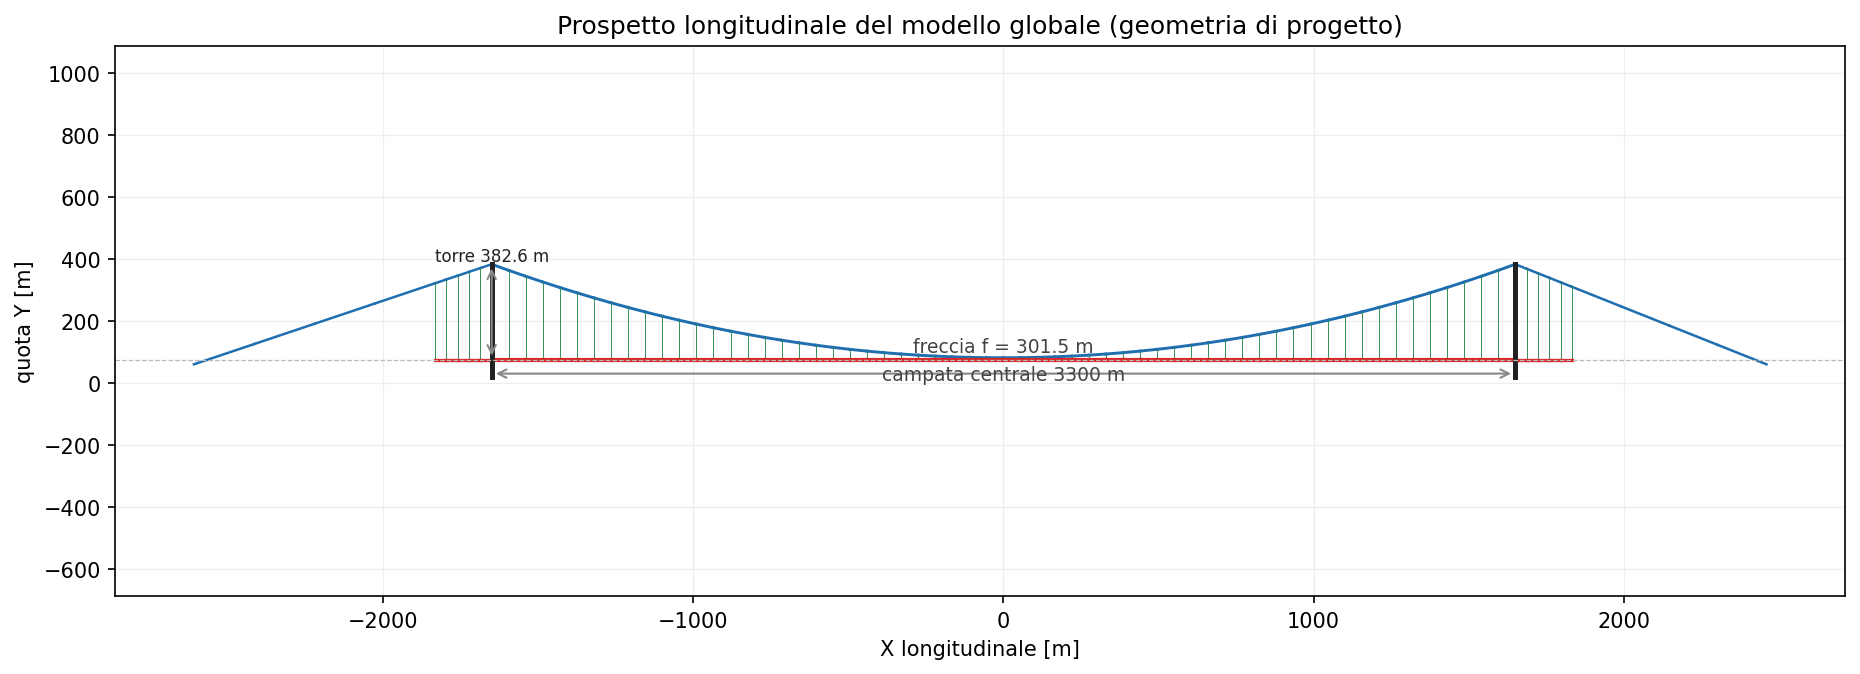 Prospetto longitudinale del modello globale (geometria di progetto)
quota Y [m]
1000
800
600
400
200
0
−200
−400
−600
torre 382.6 m
freccia f = 301.5 m
campata centrale 3300 m
−2000
−1000
0
1000
2000
X longitudinale [m]